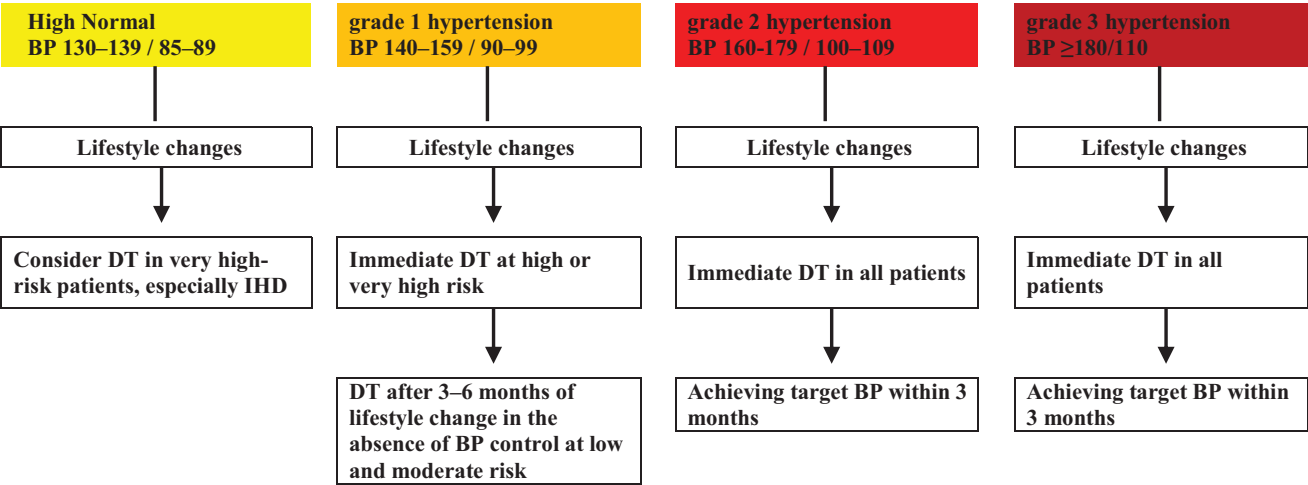 High Normal
BP 130–139 / 85–89
Lifestyle changes
Consider DT in very high-
risk patients, especially IHD
grade 1 hypertension
BP 140–159 / 90–99
Lifestyle changes
Immediate DT at high or
very high risk
DT after 3–6 months of
lifestyle change in the
absence of BP control at low
and moderate risk
grade 2 hypertension
BP 160-179 / 100–109
Lifestyle changes
Immediate DT in all patients
Achieving target BP within 3
months
grade 3 hypertension
BP ≥180/110
Lifestyle changes
Immediate DT in all
patients
Achieving target BP within
3 months